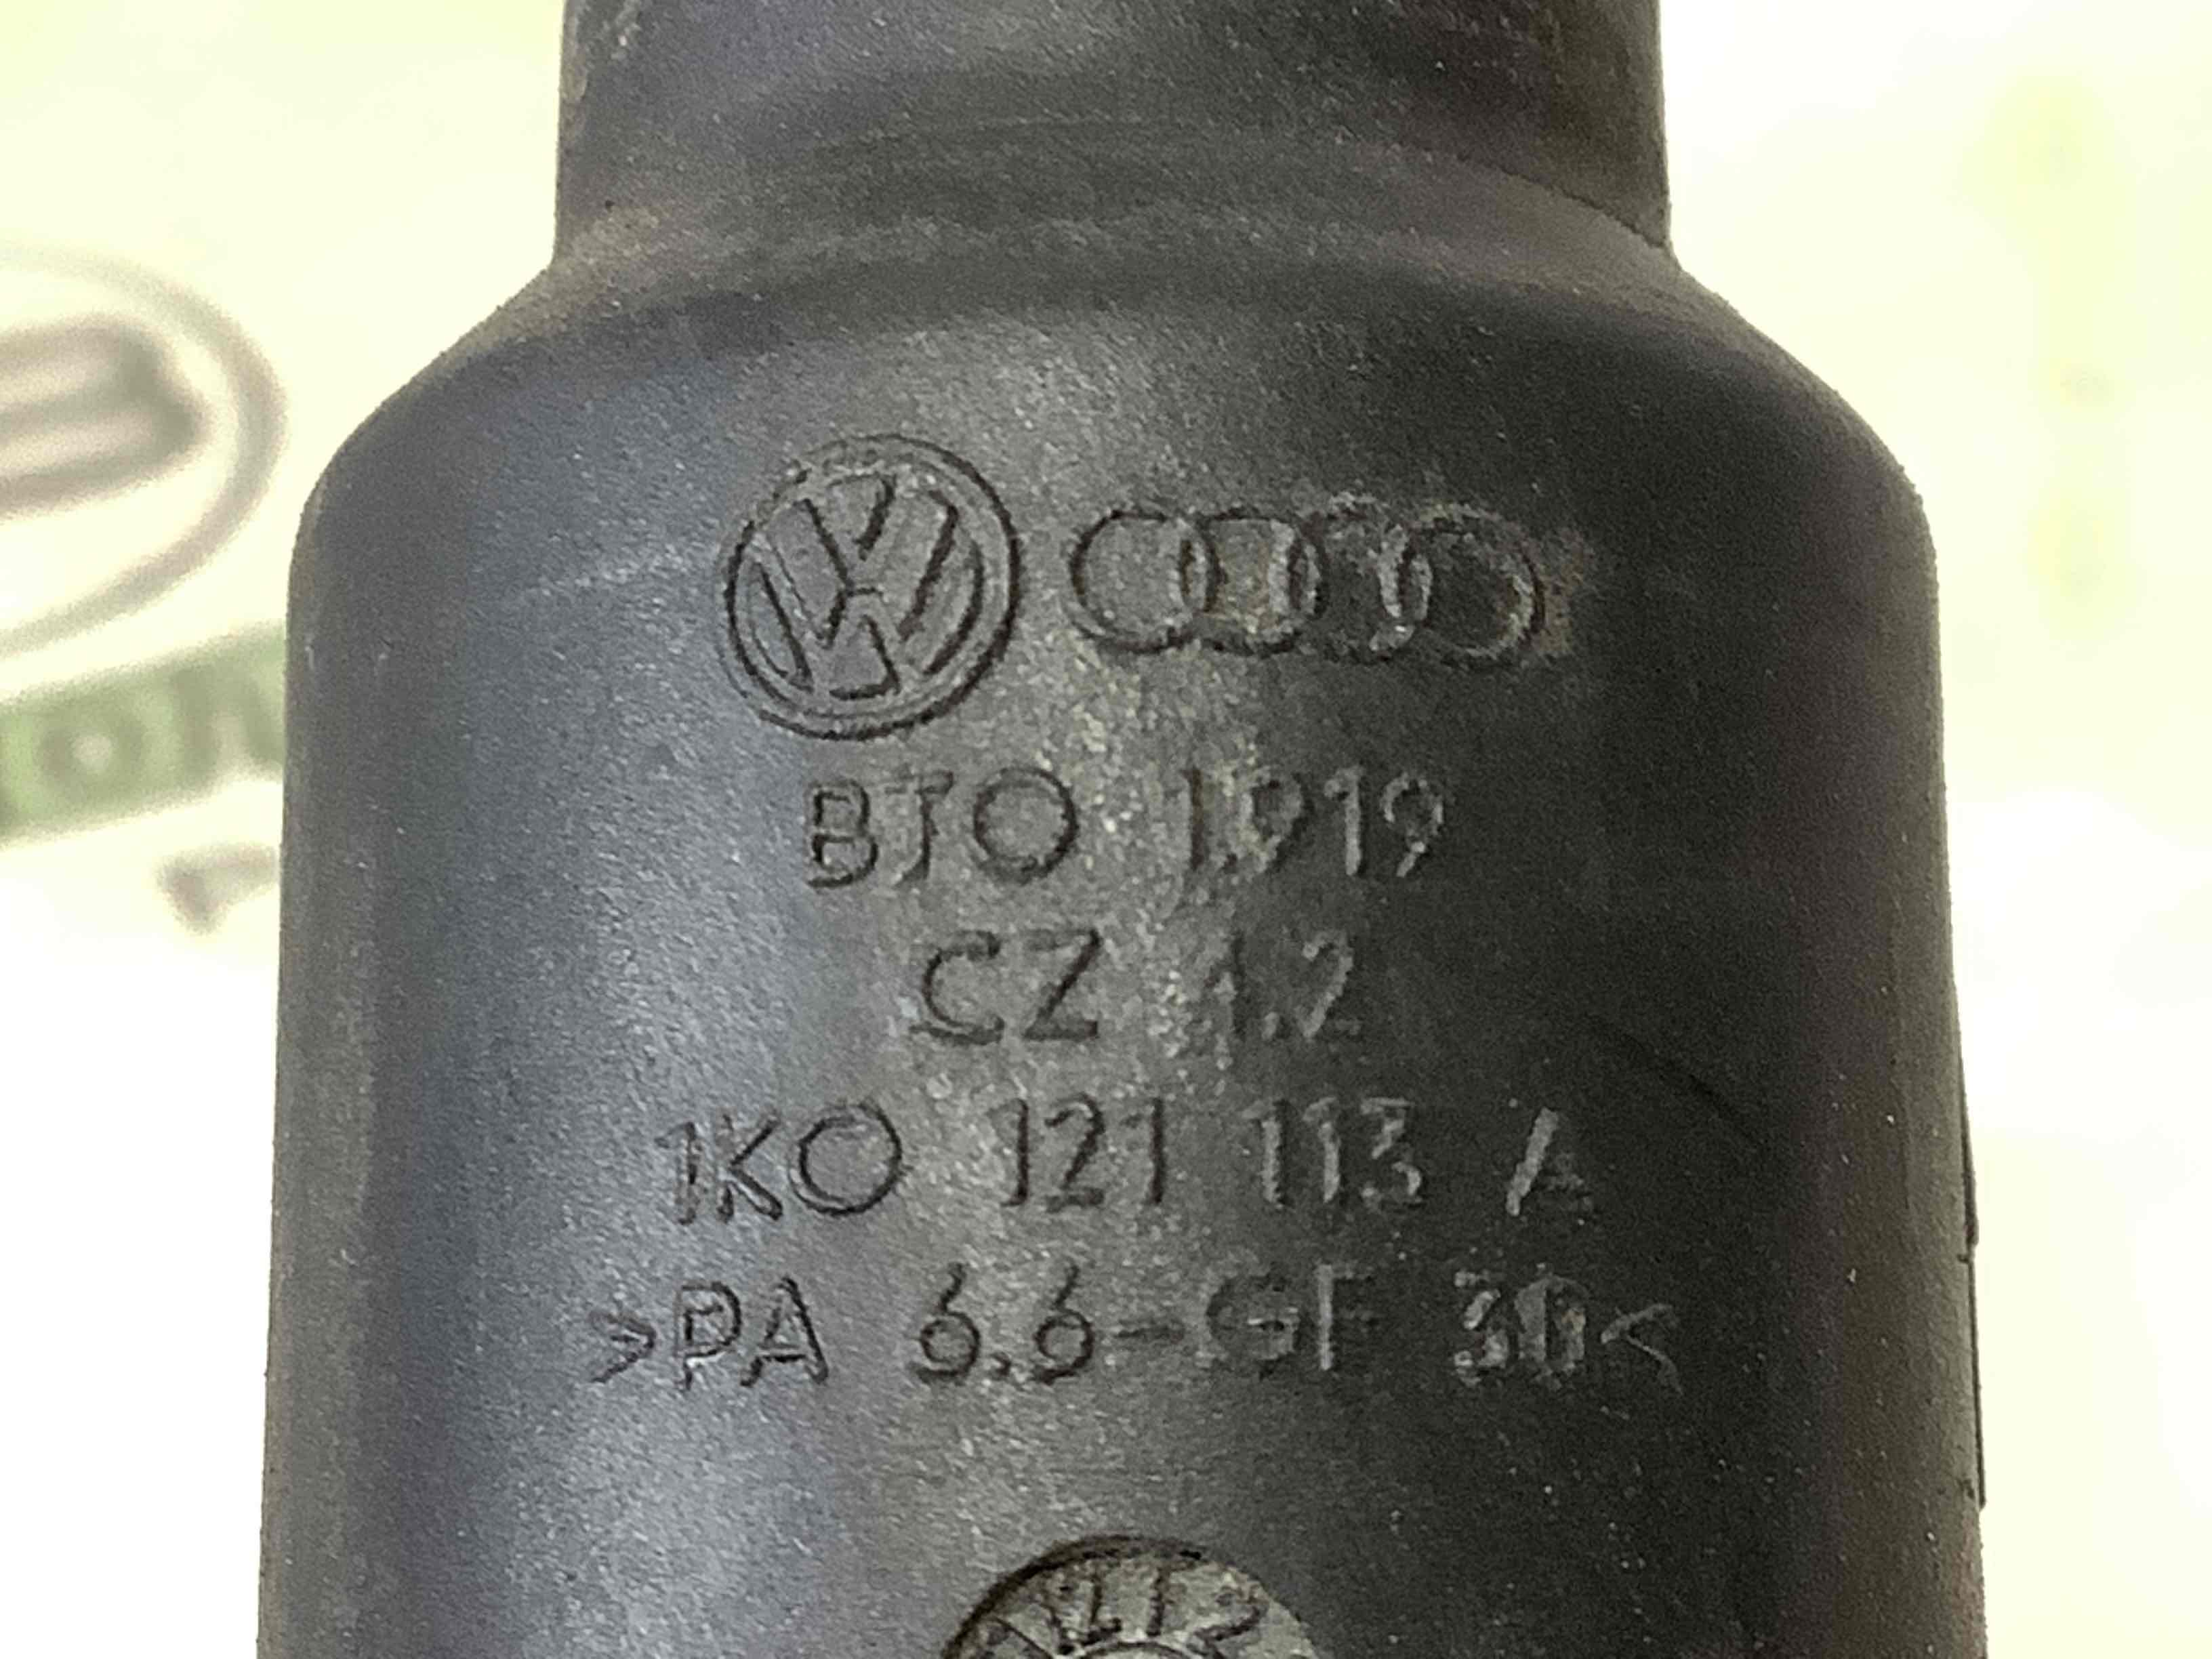 BTO 1.919
CZ 1.2
1K0 121 113 A
>PA 6.6-GF 30<